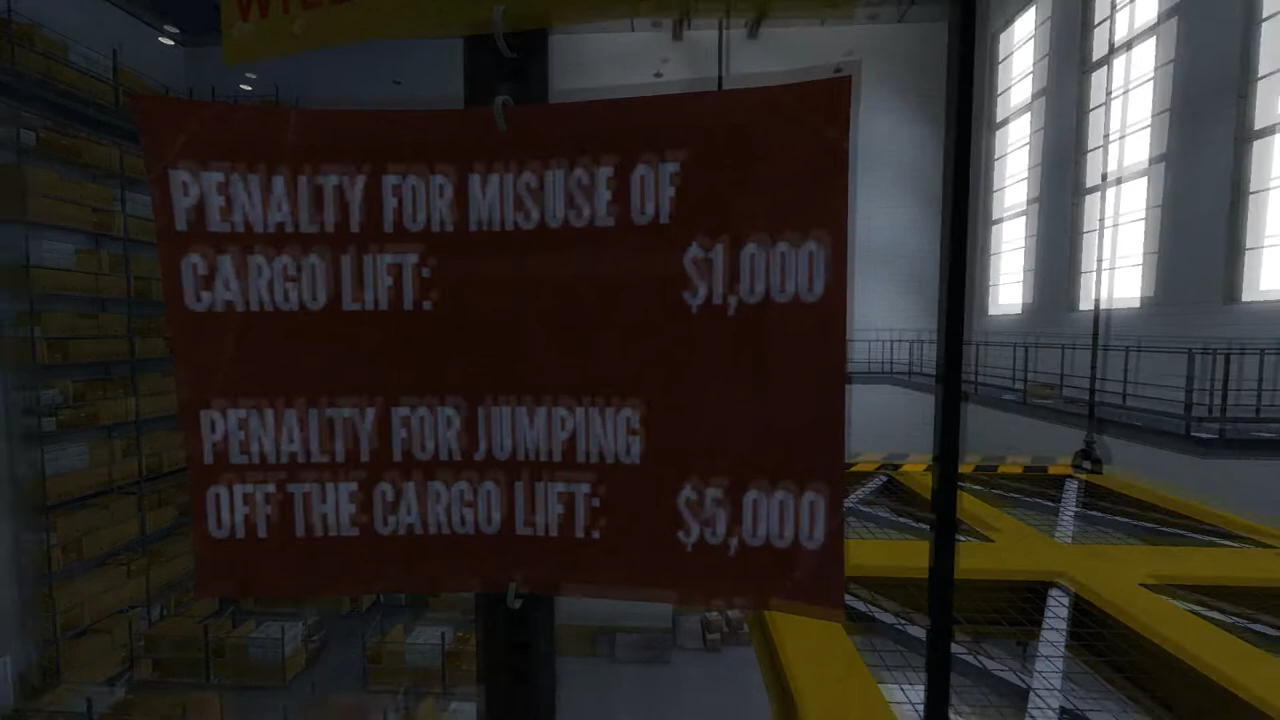 PENALTY FOR MISUSE OF
CARGO LIFT: $1,000
PENALTY FOR JUMPING
OFF THE CARGO LIFT: $5,000